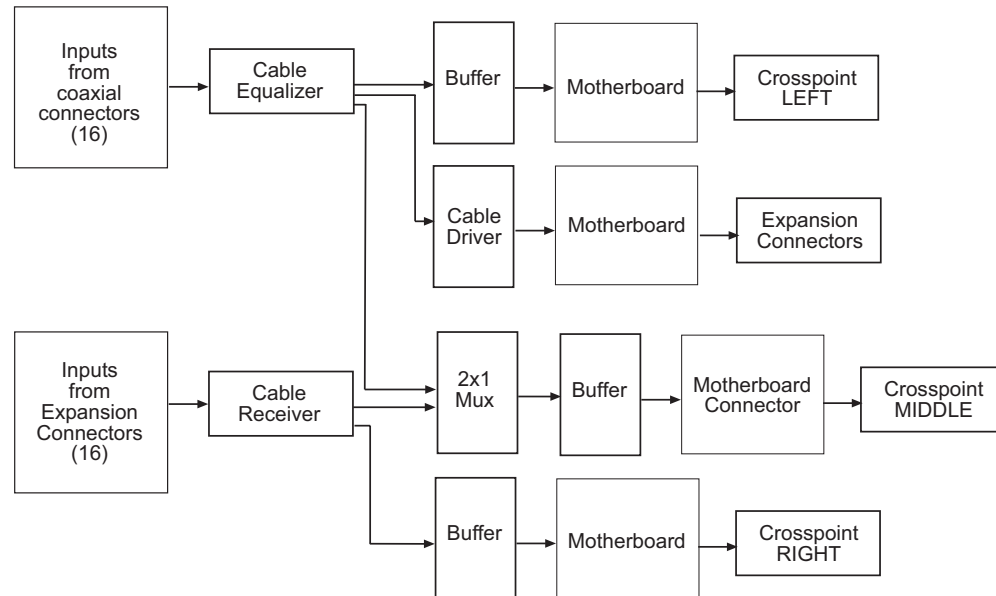 Inputs
from
coaxial
connectors
(16)
Cable
Equalizer
Buffer
Motherboard
Crosspoint
LEFT
Cable
Driver
Motherboard
Expansion
Connectors
Inputs
from
Expansion
Connectors
(16)
Cable
Receiver
2x1
Mux
Buffer
Motherboard
Connector
Crosspoint
MIDDLE
Buffer
Motherboard
Crosspoint
RIGHT